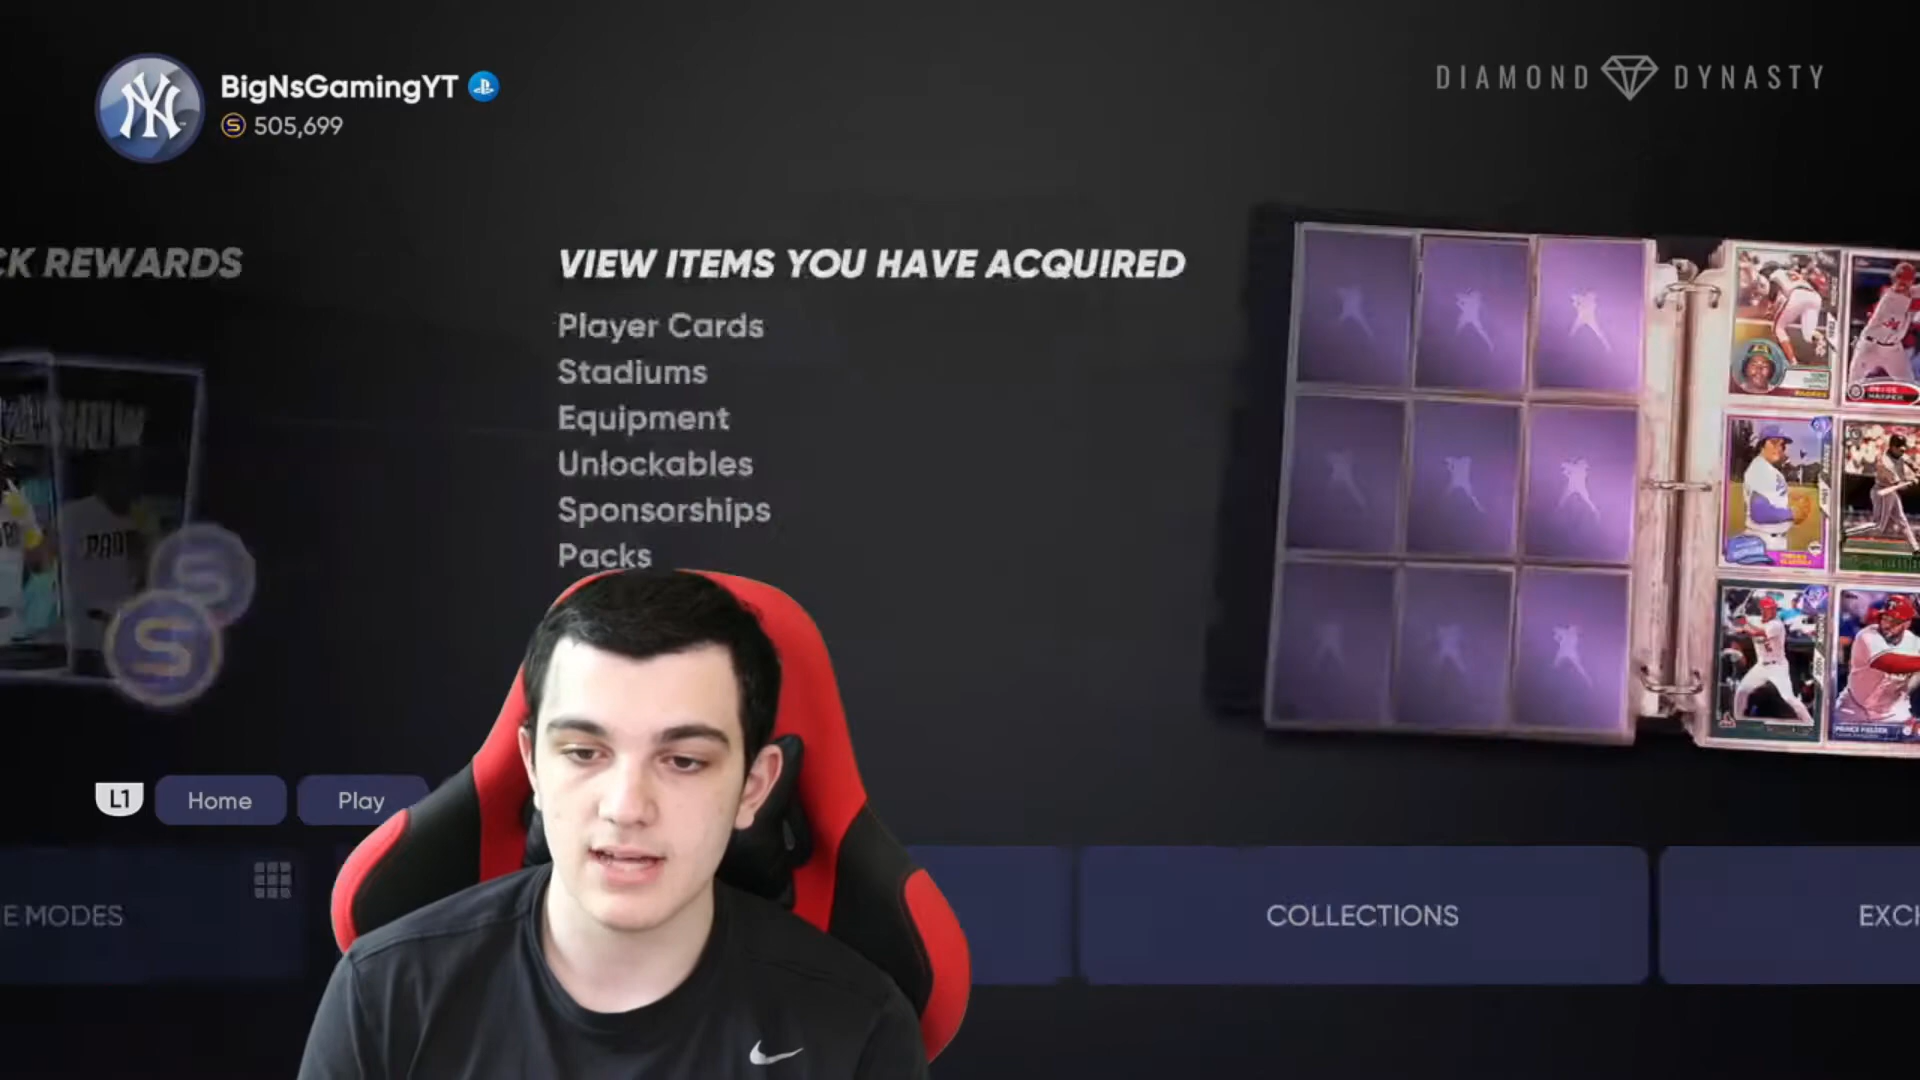 BigNsGamingYT
505,699
DIAMOND DYNASTY
CK REWARDS
VIEW ITEMS YOU HAVE ACQUIRED
Player Cards
Stadiums
Equipment
Unlockables
Sponsorships
Packs
L1
Home
Play
E MODES
COLLECTIONS
EXCH